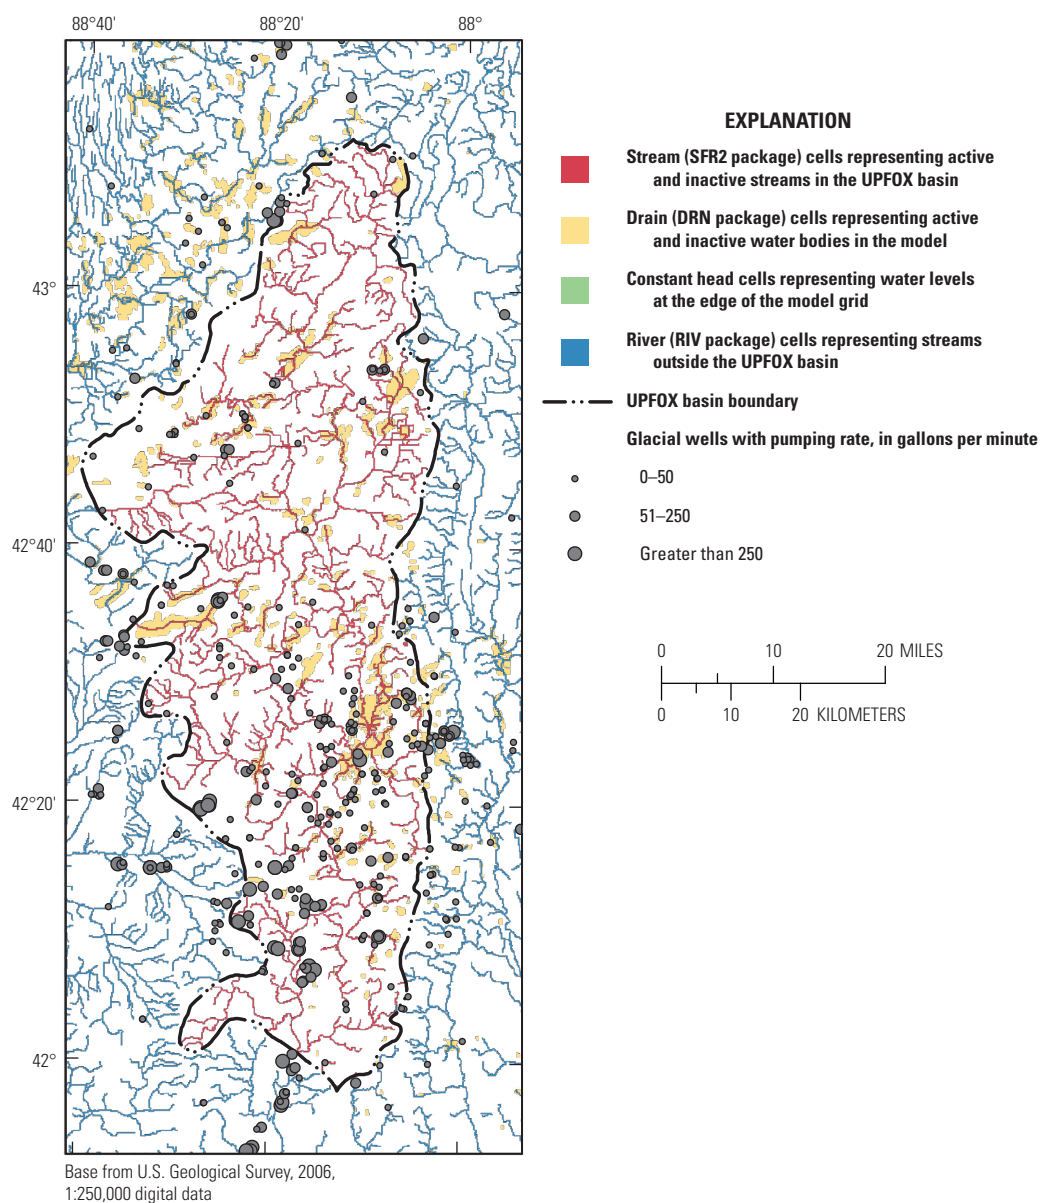 88°40'
88°20'
88°
43°
42°40'
42°20'
42°
EXPLANATION
Stream (SFR2 package) cells representing active
and inactive streams in the UPFOX basin
Drain (DRN package) cells representing active
and inactive water bodies in the model
Constant head cells representing water levels
at the edge of the model grid
River (RIV package) cells representing streams
outside the UPFOX basin
UPFOX basin boundary
Glacial wells with pumping rate, in gallons per minute
0–50
51–250
Greater than 250
0 10 20 MILES
0 10 20 KILOMETERS
Base from U.S. Geological Survey, 2006,
1:250,000 digital data